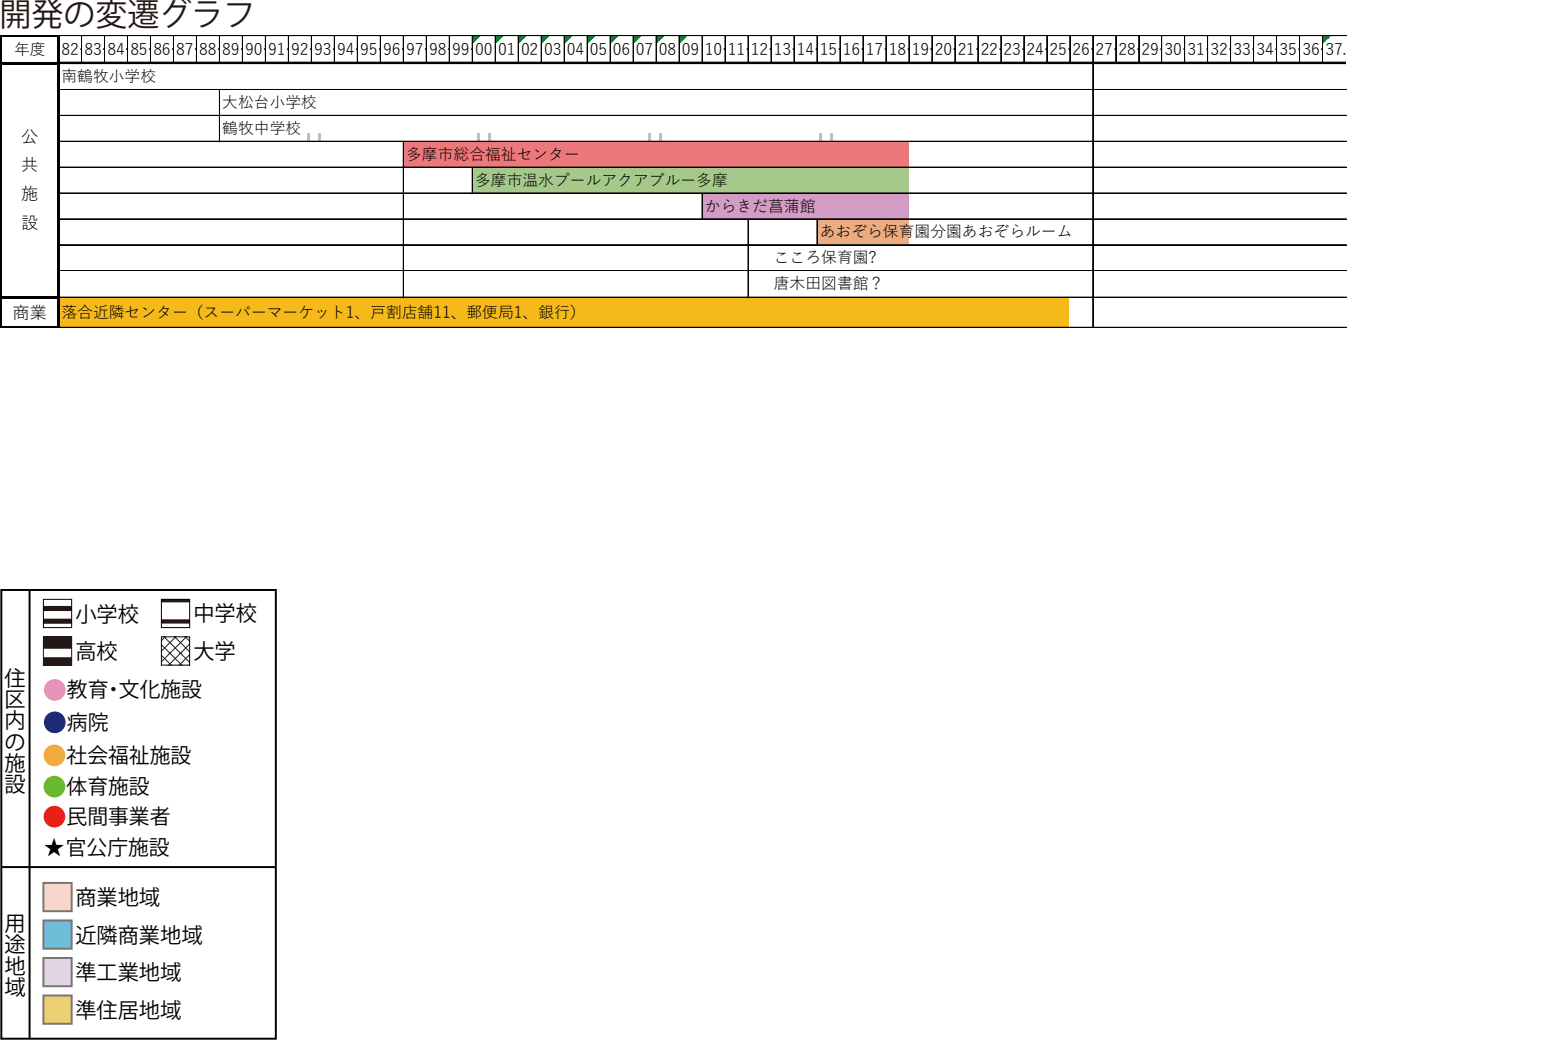 開発の変遷グラフ
年度 82 83 84 85 86 87 88 89 90 91 92 93 94 95 96 97 98 99 00 01 02 03 04 05 06 07 08 09 10 11 12 13 14 15 16 17 18 19 20 21 22 23 24 25 26 27 28 29 30 31 32 33 34 35 36 37.
公共施設
南鶴牧小学校
大松台小学校
鶴牧中学校
多摩市総合福祉センター
多摩市温水プールアクアブルー多摩
からきだ菖蒲館
あおぞら保育園分園あおぞらルーム
こころ保育園?
唐木田図書館？
商業 落合近隣センター（スーパーマーケット1、戸割店舗11、郵便局1、銀行）
住区内の施設
小学校 中学校
高校 大学
教育・文化施設
病院
社会福祉施設
体育施設
民間事業者
★官公庁施設
用途地域
商業地域
近隣商業地域
準工業地域
準住居地域